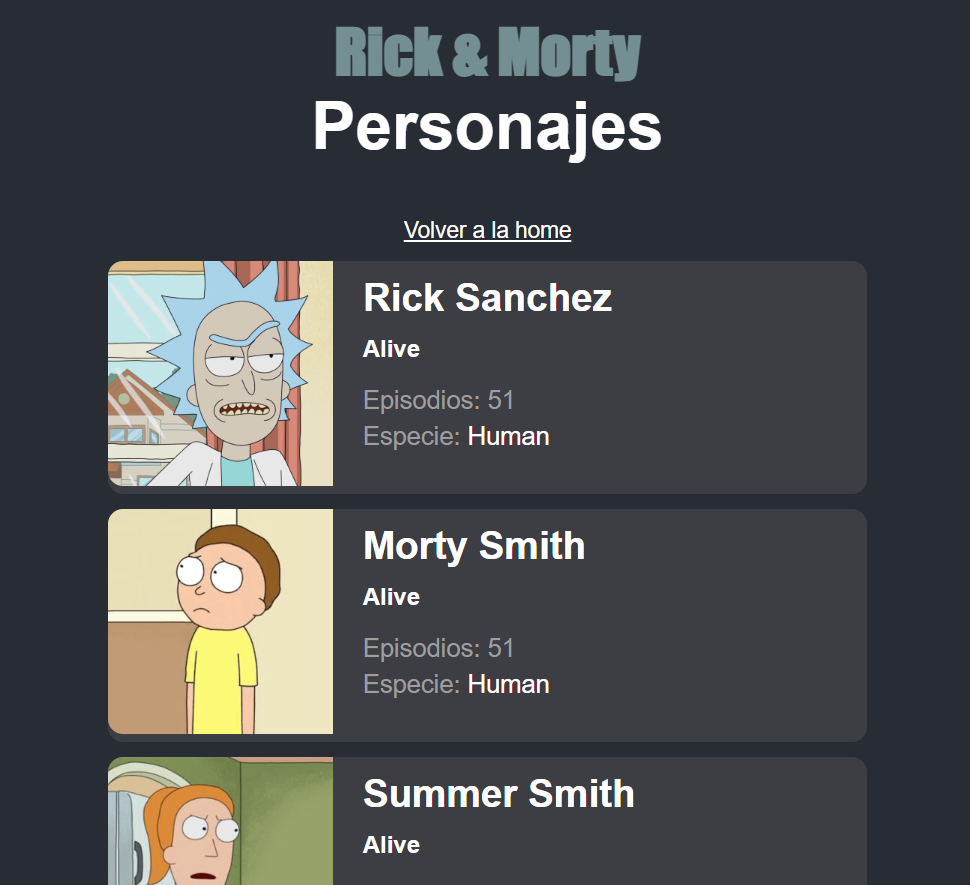 Rick & Morty
Personajes
Volver a la home
Rick Sanchez
Alive
Episodios: 51
Especie: Human
Morty Smith
Alive
Episodios: 51
Especie: Human
Summer Smith
Alive